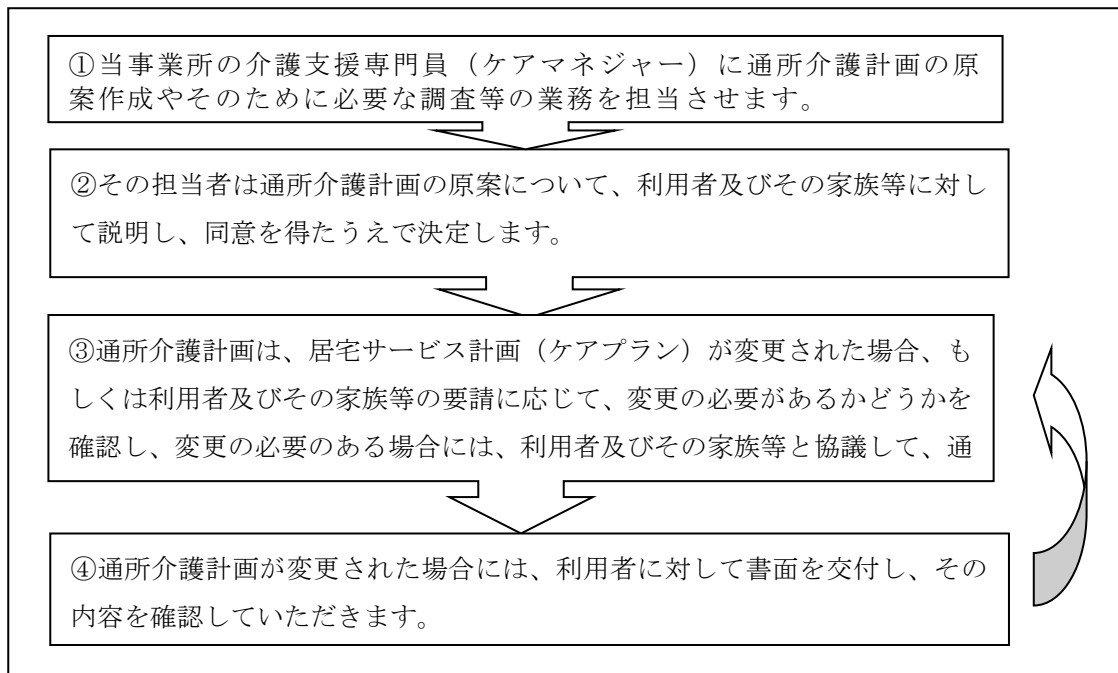 ①当事業所の介護支援専門員（ケアマネジャー）に通所介護計画の原
案作成やそのために必要な調査等の業務を担当させます。
②その担当者は通所介護計画の原案について、利用者及びその家族等に対し
て説明し、同意を得たうえで決定します。
③通所介護計画は、居宅サービス計画（ケアプラン）が変更された場合、も
しくは利用者及びその家族等の要請に応じて、変更の必要があるかどうかを
確認し、変更の必要のある場合には、利用者及びその家族等と協議して、通
④通所介護計画が変更された場合には、利用者に対して書面を交付し、その
内容を確認していただきます。